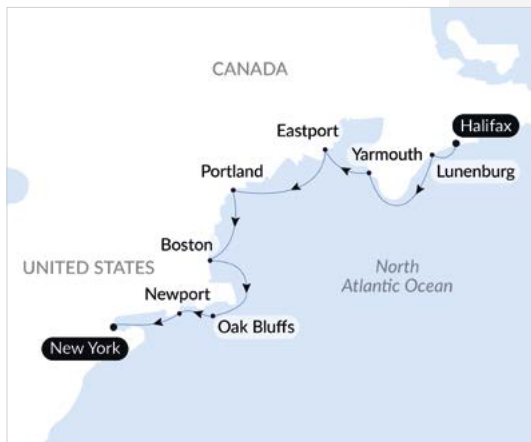 CANADA
Halifax
Eastport
Yarmouth
Lunenburg
Portland
Boston
UNITED STATES
North
Atlantic Ocean
Newport
Oak Bluffs
New York